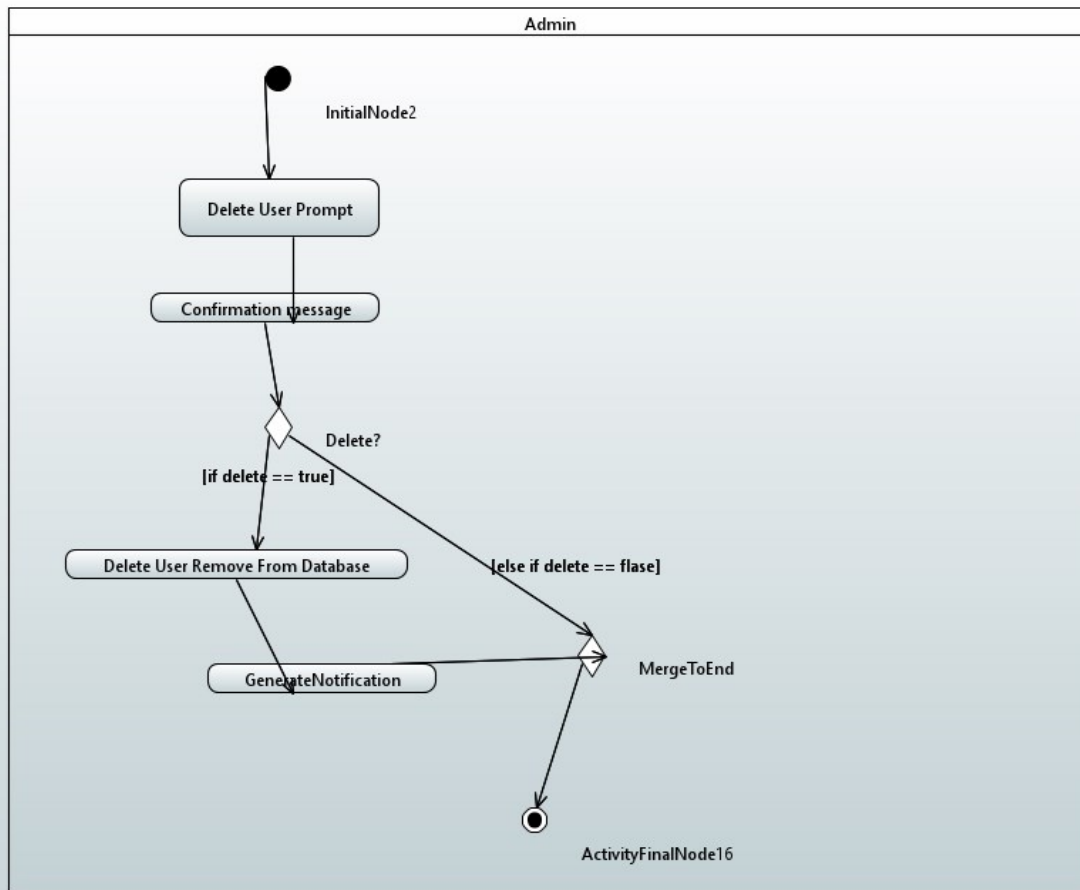 Admin
InitialNode2
Delete User Prompt
Confirmation message
Delete?
[if delete == true]
Delete User Remove From Database
[else if delete == flase]
MergeToEnd
GenerateNotification
ActivityFinalNode16